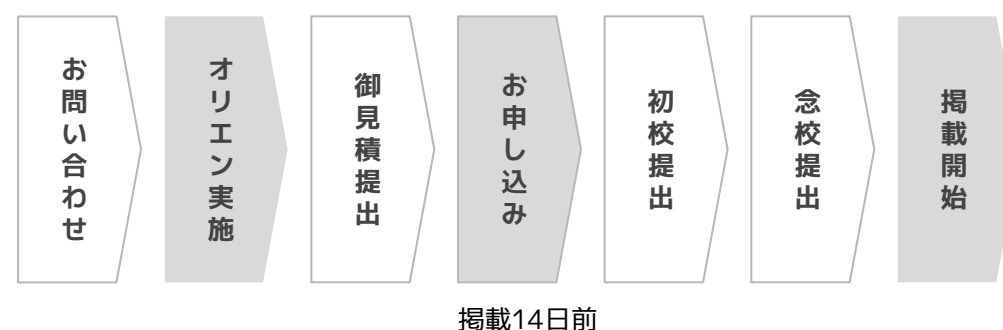 お問い合わせ
オリエン実施
御見積提出
お申し込み
初校提出
念校提出
掲載開始
掲載14日前